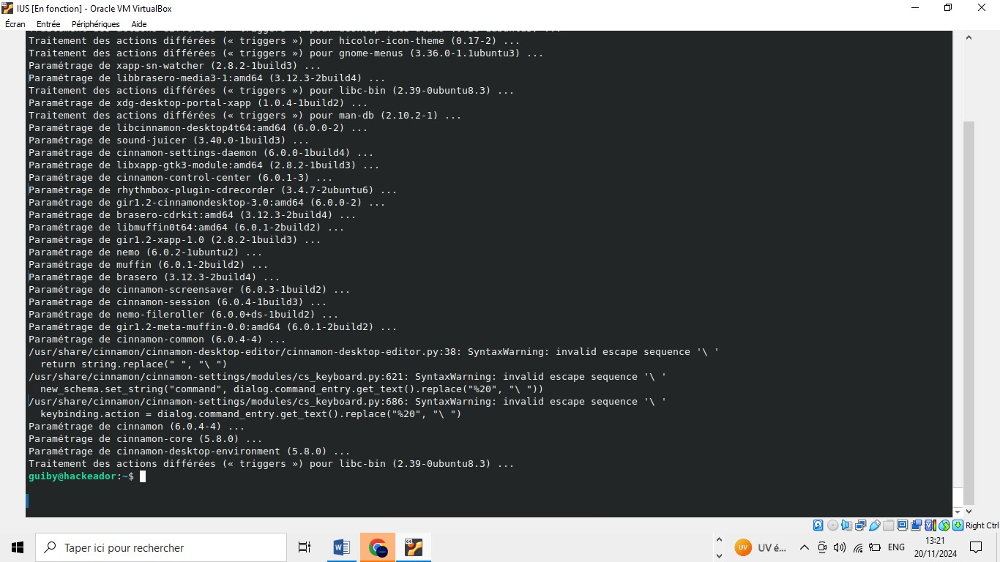 IUS [En fonction] - Oracle VM VirtualBox
Écran Entrée Périphériques Aide
Traitement des actions différées (« triggers ») pour hicolor-icon-theme (0.17-2) ...
Traitement des actions différées (« triggers ») pour gnome-menus (3.36.0-1.1ubuntu3) ...
Paramétrage de xapp-sn-watcher (2.8.2-1build3) ...
Paramétrage de libbrasero-media3-1:amd64 (3.12.3-2build4) ...
Traitement des actions différées (« triggers ») pour libc-bin (2.39-0ubuntu8.3) ...
Paramétrage de xdg-desktop-portal-xapp (1.0.4-1build2) ...
Traitement des actions différées (« triggers ») pour man-db (2.10.2-1) ...
Paramétrage de libcinnamon-desktop4t64:amd64 (6.0.0-2) ...
Paramétrage de sound-juicer (3.40.0-1build3) ...
Paramétrage de cinnamon-settings-daemon (6.0.0-1build4) ...
Paramétrage de libxapp-gtk3-module:amd64 (2.8.2-1build3) ...
Paramétrage de cinnamon-control-center (6.0.1-3) ...
Paramétrage de rhythmbox-plugin-cdrecorder (3.4.7-2ubuntu6) ...
Paramétrage de gir1.2-cinnamondesktop-3.0:amd64 (6.0.0-2) ...
Paramétrage de brasero-cdrkit:amd64 (3.12.3-2build4) ...
Paramétrage de libmuffin0t64:amd64 (6.0.1-2build2) ...
Paramétrage de gir1.2-xapp-1.0 (2.8.2-1build3) ...
Paramétrage de nemo (6.0.2-1ubuntu2) ...
Paramétrage de muffin (6.0.1-2build2) ...
Paramétrage de brasero (3.12.3-2build4) ...
Paramétrage de cinnamon-screensaver (6.0.3-1build2) ...
Paramétrage de cinnamon-session (6.0.4-1build3) ...
Paramétrage de nemo-fileroller (6.0.0+ds-1build2) ...
Paramétrage de gir1.2-meta-muffin-0.0:amd64 (6.0.1-2build2) ...
Paramétrage de cinnamon-common (6.0.4-4) ...
/usr/share/cinnamon/cinnamon-desktop-editor/cinnamon-desktop-editor.py:38: SyntaxWarning: invalid escape sequence '\ '
  return string.replace(" ", "\ ")
/usr/share/cinnamon/cinnamon-settings/modules/cs_keyboard.py:621: SyntaxWarning: invalid escape sequence '\ '
  new_schema.set_string("command", dialog.command_entry.get_text().replace("%20", "\ "))
/usr/share/cinnamon/cinnamon-settings/modules/cs_keyboard.py:686: SyntaxWarning: invalid escape sequence '\ '
  keybinding.action = dialog.command_entry.get_text().replace("%20", "\ ")
Paramétrage de cinnamon (6.0.4-4) ...
Paramétrage de cinnamon-core (5.8.0) ...
Paramétrage de cinnamon-desktop-environment (5.8.0) ...
Traitement des actions différées (« triggers ») pour libc-bin (2.39-0ubuntu8.3) ...
guiby@hackeador:~$
Right Ctrl
Taper ici pour rechercher
UV
UV é...
ENG
13:21
20/11/2024